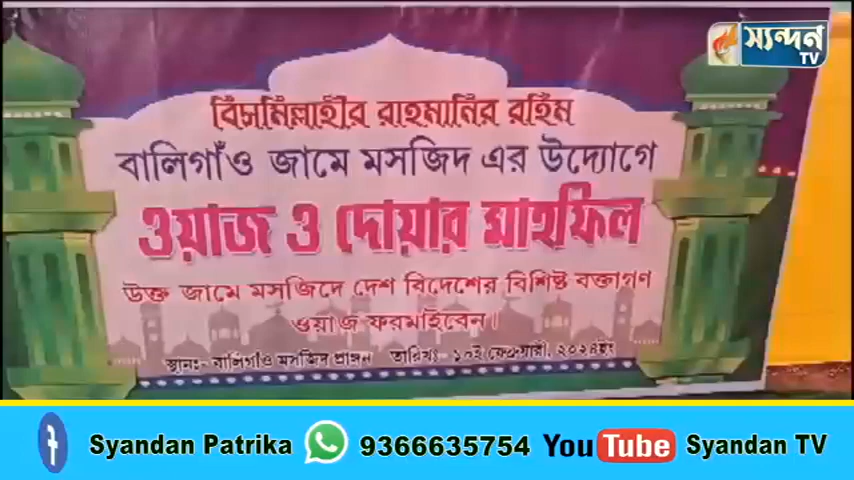 স্যন্দন
TV
বিসমিল্লাহীর রাহমানির রহিম
বালিগাঁও জামে মসজিদ এর উদ্যোগে
ওয়াজ ও দোয়ার মাহফিল
উক্ত জামে মসজিদে দেশ বিদেশের বিশিষ্ট বক্তাগণ
ওয়াজ ফরমাইবেন।
স্থানঃ- বালিগাঁও মসজিদ প্রাঙ্গন তারিখঃ- ১০ই ফেব্রুয়ারী, ২০২৪ইং
f Syandan Patrika 9366635754 YouTube Syandan TV